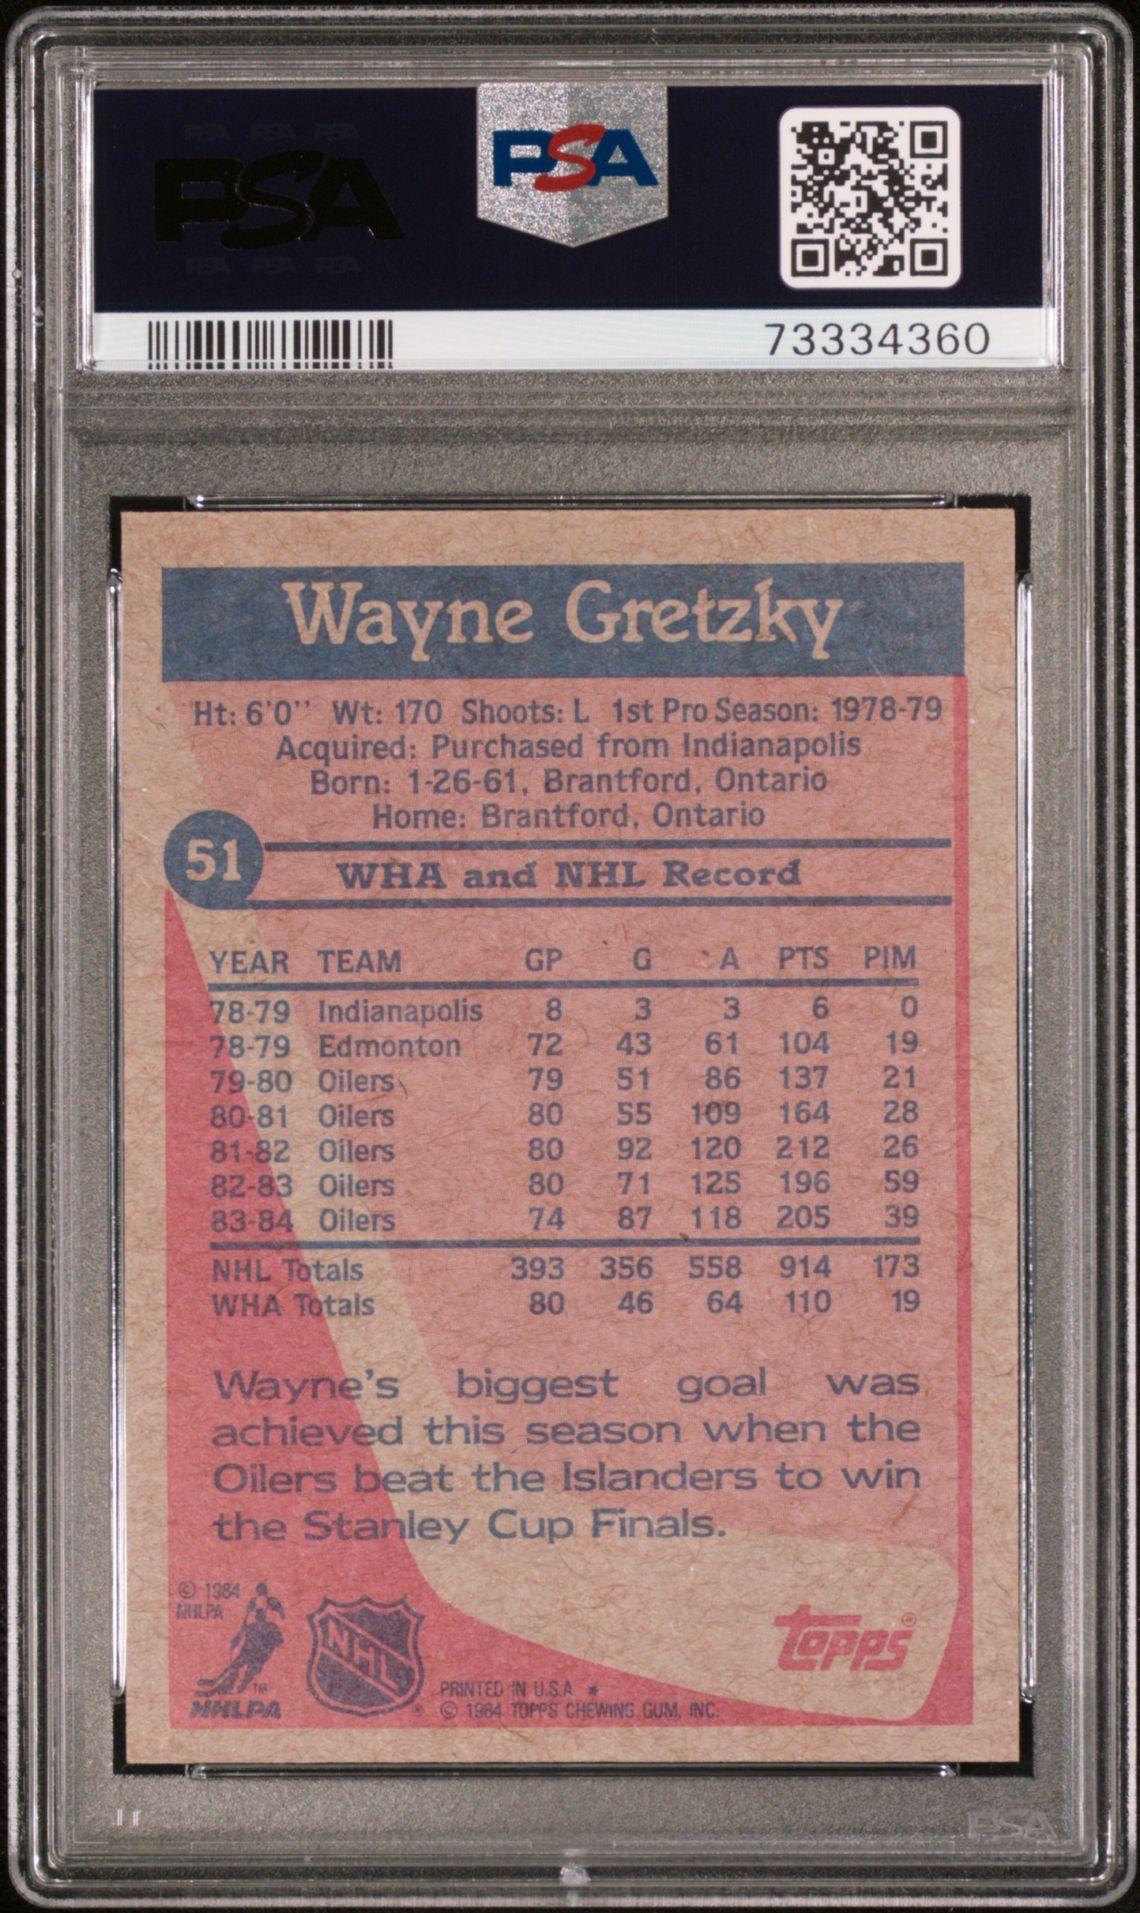 PSA PSA PSA
PSA
PSA PSA PSA
PSA
73334360
Wayne Gretzky
Ht: 6'0'' Wt: 170 Shoots: L 1st Pro Season: 1978-79
Acquired: Purchased from Indianapolis
Born: 1-26-61, Brantford, Ontario
Home: Brantford, Ontario
51
WHA and NHL Record
YEAR TEAM GP G A PTS PIM
78-79 Indianapolis 8 3 3 6 0
78-79 Edmonton 72 43 61 104 19
79-80 Oilers 79 51 86 137 21
80-81 Oilers 80 55 109 164 28
81-82 Oilers 80 92 120 212 26
82-83 Oilers 80 71 125 196 59
83-84 Oilers 74 87 118 205 39
NHL Totals 393 356 558 914 173
WHA Totals 80 46 64 110 19
Wayne's biggest goal was
achieved this season when the
Oilers beat the Islanders to win
the Stanley Cup Finals.
© 1984
NHLPA
TM
NHLPA
NHL
®
topps®
PRINTED IN U.S.A. *
© 1984 TOPPS CHEWING GUM, INC.
PSA